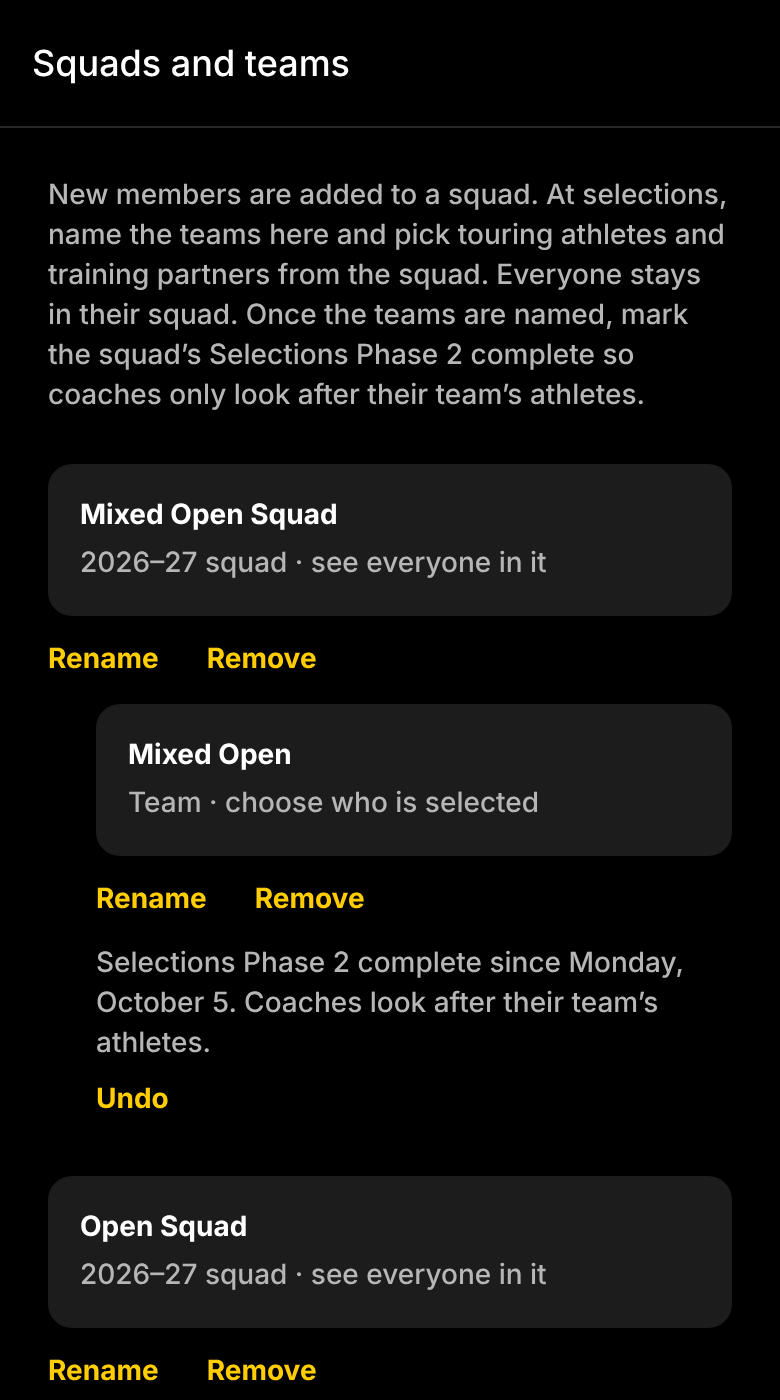 Squads and teams
New members are added to a squad. At selections,
name the teams here and pick touring athletes and
training partners from the squad. Everyone stays
in their squad. Once the teams are named, mark
the squad’s Selections Phase 2 complete so
coaches only look after their team’s athletes.
Mixed Open Squad
2026–27 squad · see everyone in it
Rename Remove
Mixed Open
Team · choose who is selected
Rename Remove
Selections Phase 2 complete since Monday,
October 5. Coaches look after their team’s
athletes.
Undo
Open Squad
2026–27 squad · see everyone in it
Rename Remove